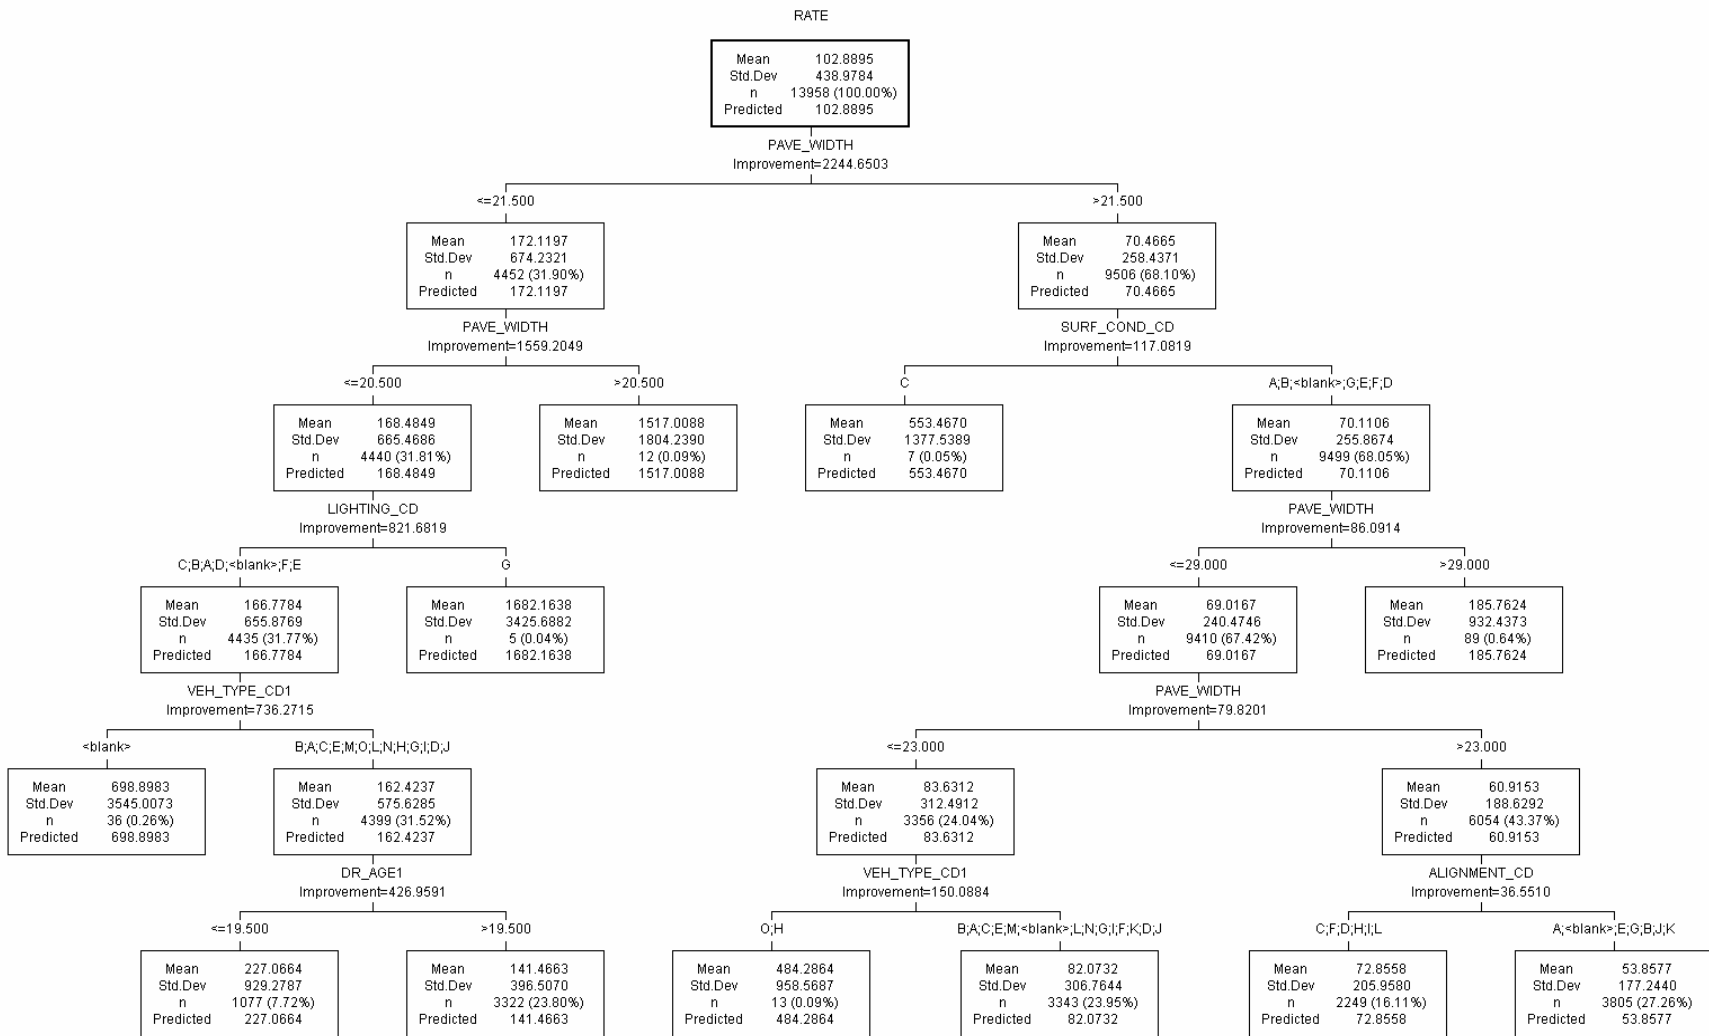 RATE
Mean 102.8895
Std.Dev 438.9784
n 13958 (100.00%)
Predicted 102.8895
PAVE_WIDTH
Improvement=2244.6503
<=21.500 >21.500
Mean 172.1197 Mean 70.4665
Std.Dev 674.2321 Std.Dev 258.4371
n 4452 (31.90%) n 9506 (68.10%)
Predicted 172.1197 Predicted 70.4665
PAVE_WIDTH SURF_COND_CD
Improvement=1559.2049 Improvement=117.0819
<=20.500 >20.500 C A;B;<blank>;G;E;F;D
Mean 168.4849 Mean 1517.0088 Mean 553.4670 Mean 70.1106
Std.Dev 665.4686 Std.Dev 1804.2390 Std.Dev 1377.5389 Std.Dev 255.8674
n 4440 (31.81%) n 12 (0.09%) n 7 (0.05%) n 9499 (68.05%)
Predicted 168.4849 Predicted 1517.0088 Predicted 553.4670 Predicted 70.1106
LIGHTING_CD PAVE_WIDTH
Improvement=821.6819 Improvement=86.0914
C;B;A;D;<blank>;F;E G <=29.000 >29.000
Mean 166.7784 Mean 1682.1638 Mean 69.0167 Mean 185.7624
Std.Dev 655.8769 Std.Dev 3425.6882 Std.Dev 240.4746 Std.Dev 932.4373
n 4435 (31.77%) n 5 (0.04%) n 9410 (67.42%) n 89 (0.64%)
Predicted 166.7784 Predicted 1682.1638 Predicted 69.0167 Predicted 185.7624
VEH_TYPE_CD1 PAVE_WIDTH
Improvement=736.2715 Improvement=79.8201
<blank> B;A;C;E;M;O;L;N;H;G;I;D;J <=23.000 >23.000
Mean 698.8983 Mean 162.4237 Mean 83.6312 Mean 60.9153
Std.Dev 3545.0073 Std.Dev 575.6285 Std.Dev 312.4912 Std.Dev 188.6292
n 36 (0.26%) n 4399 (31.52%) n 3356 (24.04%) n 6054 (43.37%)
Predicted 698.8983 Predicted 162.4237 Predicted 83.6312 Predicted 60.9153
DR_AGE1 VEH_TYPE_CD1 ALIGNMENT_CD
Improvement=426.9591 Improvement=150.0884 Improvement=36.5510
<=19.500 >19.500 O;H B;A;C;E;M;<blank>;L;N;G;I;F;K;D;J C;F;D;H;I;L A;<blank>;E;G;B;J;K
Mean 227.0664 Mean 141.4663 Mean 484.2864 Mean 82.0732 Mean 72.8558 Mean 53.8577
Std.Dev 929.2787 Std.Dev 396.5070 Std.Dev 958.5687 Std.Dev 306.7644 Std.Dev 205.9580 Std.Dev 177.2440
n 1077 (7.72%) n 3322 (23.80%) n 13 (0.09%) n 3343 (23.95%) n 2249 (16.11%) n 3805 (27.26%)
Predicted 227.0664 Predicted 141.4663 Predicted 484.2864 Predicted 82.0732 Predicted 72.8558 Predicted 53.8577